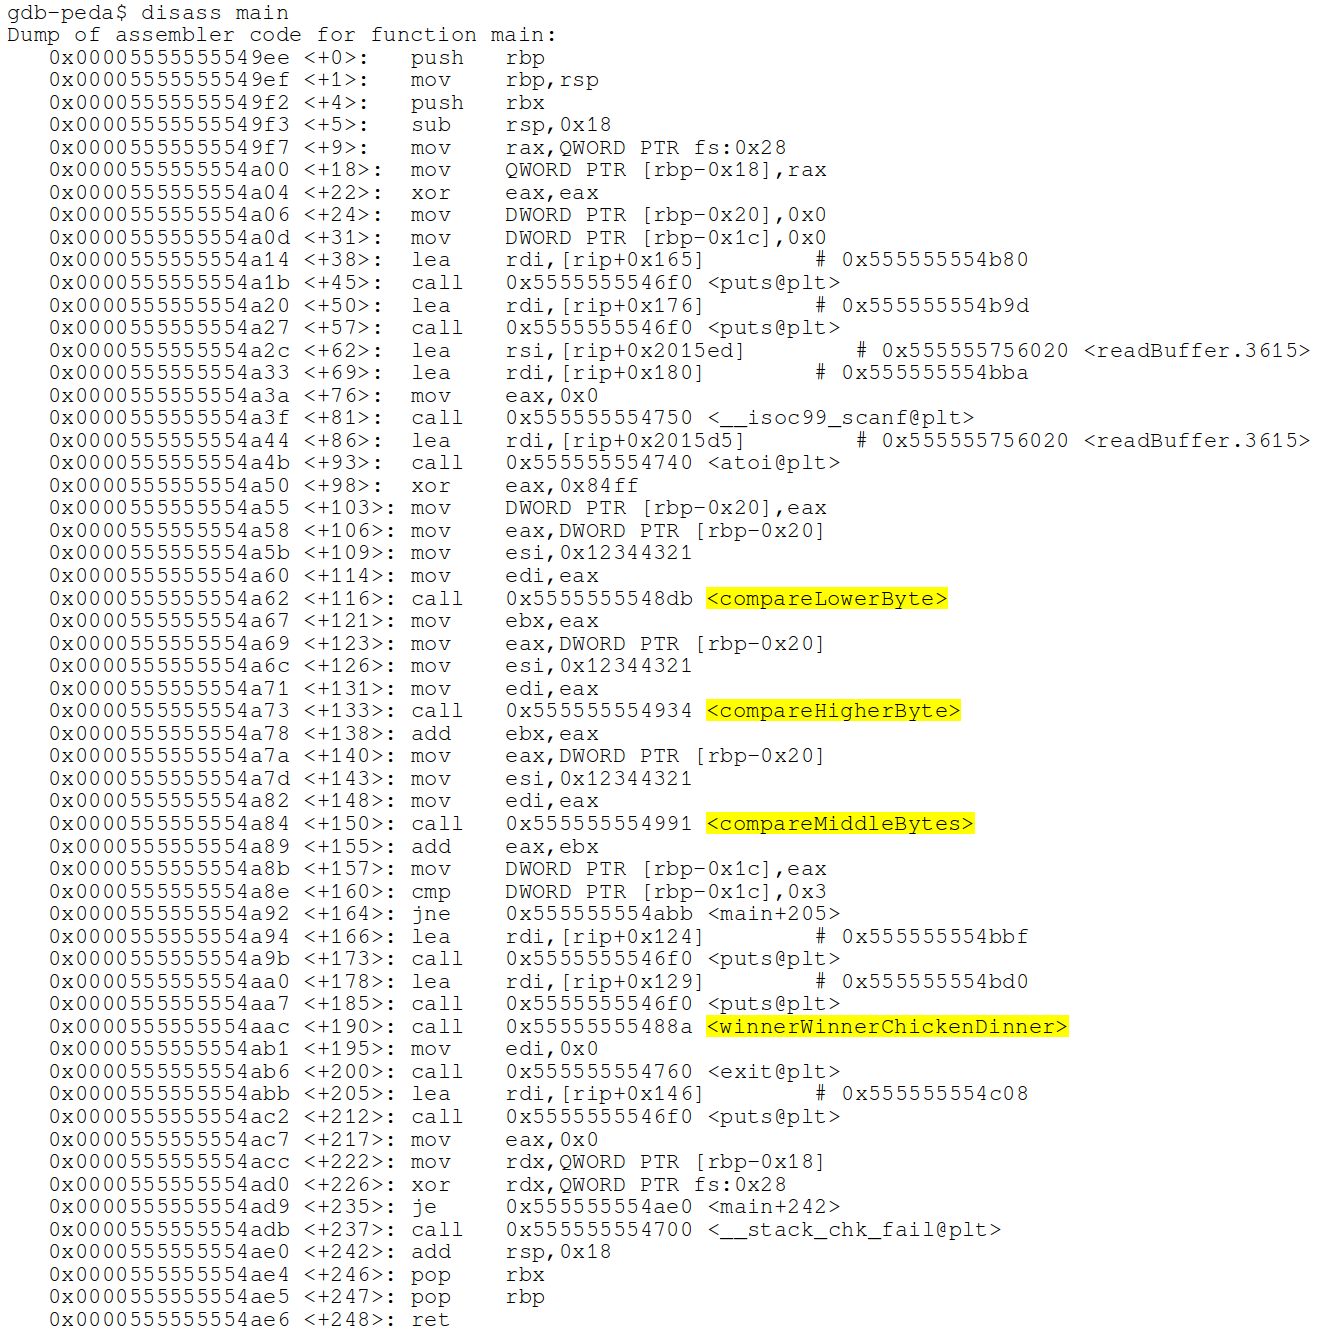 gdb-peda$ disass main
Dump of assembler code for function main:
   0x00005555555549ee <+0>:   push   rbp
   0x00005555555549ef <+1>:   mov    rbp,rsp
   0x00005555555549f2 <+4>:   push   rbx
   0x00005555555549f3 <+5>:   sub    rsp,0x18
   0x00005555555549f7 <+9>:   mov    rax,QWORD PTR fs:0x28
   0x0000555555554a00 <+18>:  mov    QWORD PTR [rbp-0x18],rax
   0x0000555555554a04 <+22>:  xor    eax,eax
   0x0000555555554a06 <+24>:  mov    DWORD PTR [rbp-0x20],0x0
   0x0000555555554a0d <+31>:  mov    DWORD PTR [rbp-0x1c],0x0
   0x0000555555554a14 <+38>:  lea    rdi,[rip+0x165]        # 0x555555554b80
   0x0000555555554a1b <+45>:  call   0x5555555546f0 <puts@plt>
   0x0000555555554a20 <+50>:  lea    rdi,[rip+0x176]        # 0x555555554b9d
   0x0000555555554a27 <+57>:  call   0x5555555546f0 <puts@plt>
   0x0000555555554a2c <+62>:  lea    rsi,[rip+0x2015ed]        # 0x555555756020 <readBuffer.3615>
   0x0000555555554a33 <+69>:  lea    rdi,[rip+0x180]        # 0x555555554bba
   0x0000555555554a3a <+76>:  mov    eax,0x0
   0x0000555555554a3f <+81>:  call   0x555555554750 <__isoc99_scanf@plt>
   0x0000555555554a44 <+86>:  lea    rdi,[rip+0x2015d5]        # 0x555555756020 <readBuffer.3615>
   0x0000555555554a4b <+93>:  call   0x555555554740 <atoi@plt>
   0x0000555555554a50 <+98>:  xor    eax,0x84ff
   0x0000555555554a55 <+103>: mov    DWORD PTR [rbp-0x20],eax
   0x0000555555554a58 <+106>: mov    eax,DWORD PTR [rbp-0x20]
   0x0000555555554a5b <+109>: mov    esi,0x12344321
   0x0000555555554a60 <+114>: mov    edi,eax
   0x0000555555554a62 <+116>: call   0x5555555548db <compareLowerByte>
   0x0000555555554a67 <+121>: mov    ebx,eax
   0x0000555555554a69 <+123>: mov    eax,DWORD PTR [rbp-0x20]
   0x0000555555554a6c <+126>: mov    esi,0x12344321
   0x0000555555554a71 <+131>: mov    edi,eax
   0x0000555555554a73 <+133>: call   0x555555554934 <compareHigherByte>
   0x0000555555554a78 <+138>: add    ebx,eax
   0x0000555555554a7a <+140>: mov    eax,DWORD PTR [rbp-0x20]
   0x0000555555554a7d <+143>: mov    esi,0x12344321
   0x0000555555554a82 <+148>: mov    edi,eax
   0x0000555555554a84 <+150>: call   0x555555554991 <compareMiddleBytes>
   0x0000555555554a89 <+155>: add    eax,ebx
   0x0000555555554a8b <+157>: mov    DWORD PTR [rbp-0x1c],eax
   0x0000555555554a8e <+160>: cmp    DWORD PTR [rbp-0x1c],0x3
   0x0000555555554a92 <+164>: jne    0x555555554abb <main+205>
   0x0000555555554a94 <+166>: lea    rdi,[rip+0x124]        # 0x555555554bbf
   0x0000555555554a9b <+173>: call   0x5555555546f0 <puts@plt>
   0x0000555555554aa0 <+178>: lea    rdi,[rip+0x129]        # 0x555555554bd0
   0x0000555555554aa7 <+185>: call   0x5555555546f0 <puts@plt>
   0x0000555555554aac <+190>: call   0x55555555488a <winnerWinnerChickenDinner>
   0x0000555555554ab1 <+195>: mov    edi,0x0
   0x0000555555554ab6 <+200>: call   0x555555554760 <exit@plt>
   0x0000555555554abb <+205>: lea    rdi,[rip+0x146]        # 0x555555554c08
   0x0000555555554ac2 <+212>: call   0x5555555546f0 <puts@plt>
   0x0000555555554ac7 <+217>: mov    eax,0x0
   0x0000555555554acc <+222>: mov    rdx,QWORD PTR [rbp-0x18]
   0x0000555555554ad0 <+226>: xor    rdx,QWORD PTR fs:0x28
   0x0000555555554ad9 <+235>: je     0x555555554ae0 <main+242>
   0x0000555555554adb <+237>: call   0x555555554700 <__stack_chk_fail@plt>
   0x0000555555554ae0 <+242>: add    rsp,0x18
   0x0000555555554ae4 <+246>: pop    rbx
   0x0000555555554ae5 <+247>: pop    rbp
   0x0000555555554ae6 <+248>: ret